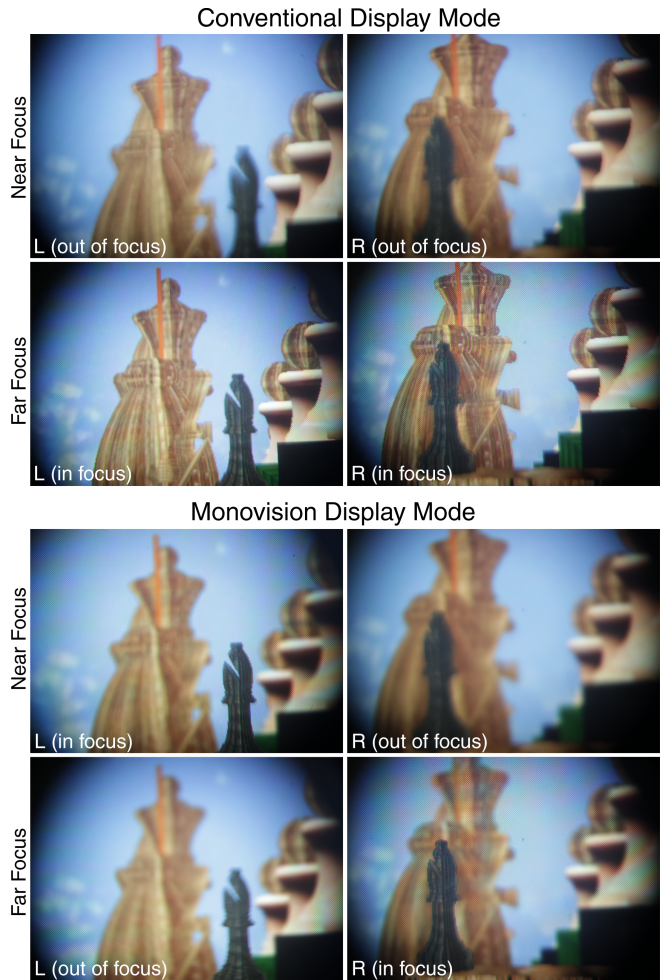 Conventional Display Mode
Near Focus
L (out of focus)
R (out of focus)
Far Focus
L (in focus)
R (in focus)
Monovision Display Mode
Near Focus
L (in focus)
R (out of focus)
Far Focus
L (out of focus)
R (in focus)